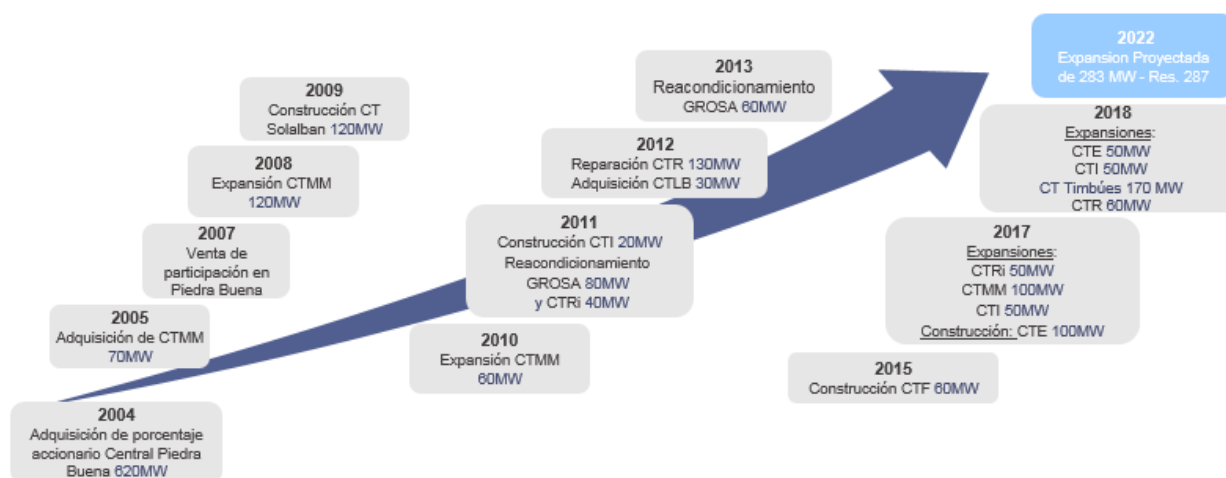 2004
Adquisición de porcentaje
accionario Central Piedra
Buena 620MW
2005
Adquisición de CTMM
70MW
2007
Venta de
participación en
Piedra Buena
2008
Expansión CTMM
120MW
2009
Construcción CT
Solalban 120MW
2010
Expansión CTMM
60MW
2011
Construcción CTI 20MW
Reacondicionamiento
GROSA 80MW
y CTRi 40MW
2012
Reparación CTR 130MW
Adquisición CTLB 30MW
2013
Reacondicionamiento
GROSA 60MW
2015
Construcción CTF 60MW
2017
Expansiones:
CTRi 50MW
CTMM 100MW
CTI 50MW
Construcción: CTE 100MW
2018
Expansiones:
CTE 50MW
CTI 50MW
CT Timbúes 170 MW
CTR 60MW
2022
Expansion Proyectada
de 283 MW - Res. 287